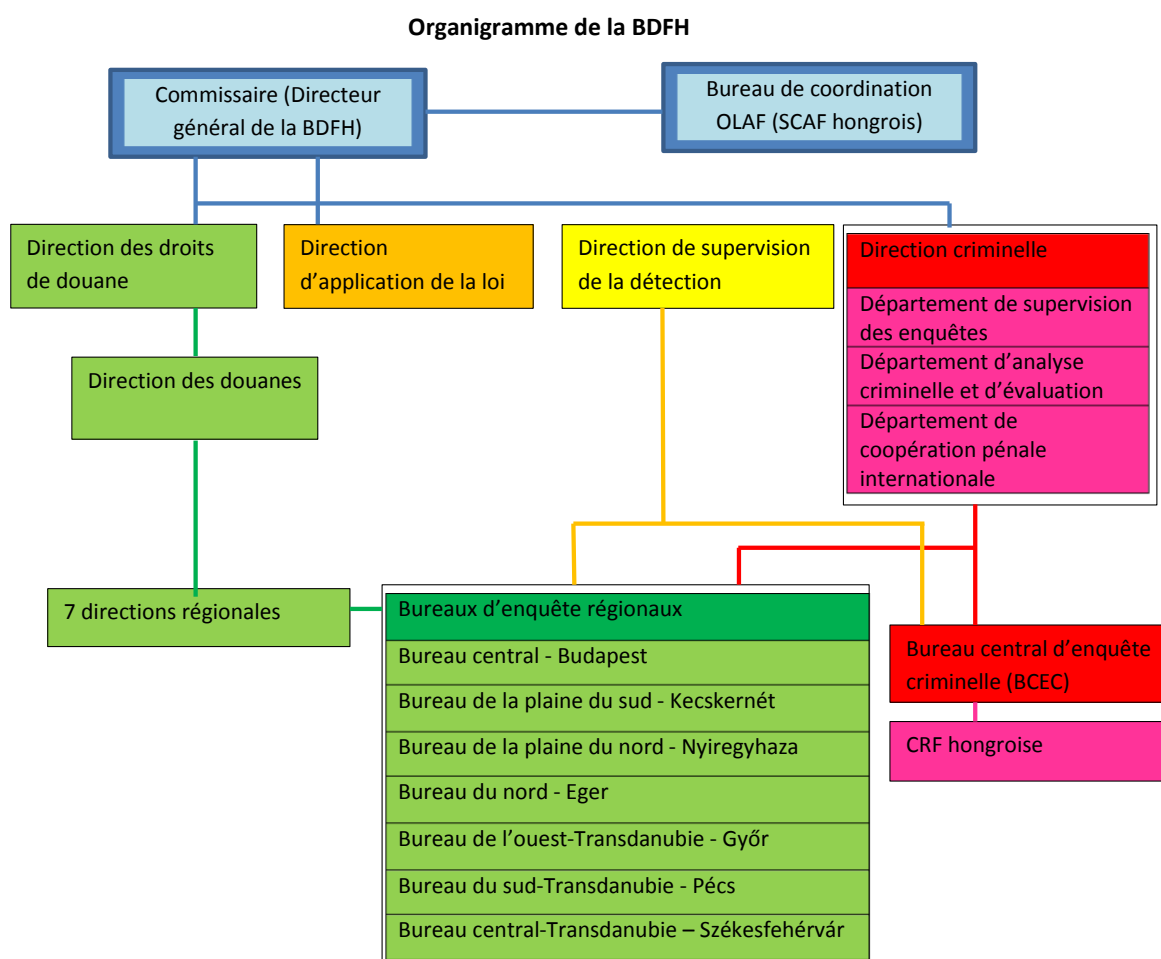 Organigramme de la BDFH
Commissaire (Directeur
général de la BDFH)
Bureau de coordination
OLAF (SCAF hongrois)
Direction des droits
de douane
Direction
d’application de la loi
Direction de supervision
de la détection
Direction criminelle
Département de supervision
des enquêtes
Département d’analyse
criminelle et d’évaluation
Département de
coopération pénale
internationale
Direction des douanes
7 directions régionales
Bureaux d’enquête régionaux
Bureau central - Budapest
Bureau de la plaine du sud - Kecskernét
Bureau de la plaine du nord - Nyiregyhaza
Bureau du nord - Eger
Bureau de l’ouest-Transdanubie - Győr
Bureau du sud-Transdanubie - Pécs
Bureau central-Transdanubie – Székesfehérvár
Bureau central d’enquête
criminelle (BCEC)
CRF hongroise